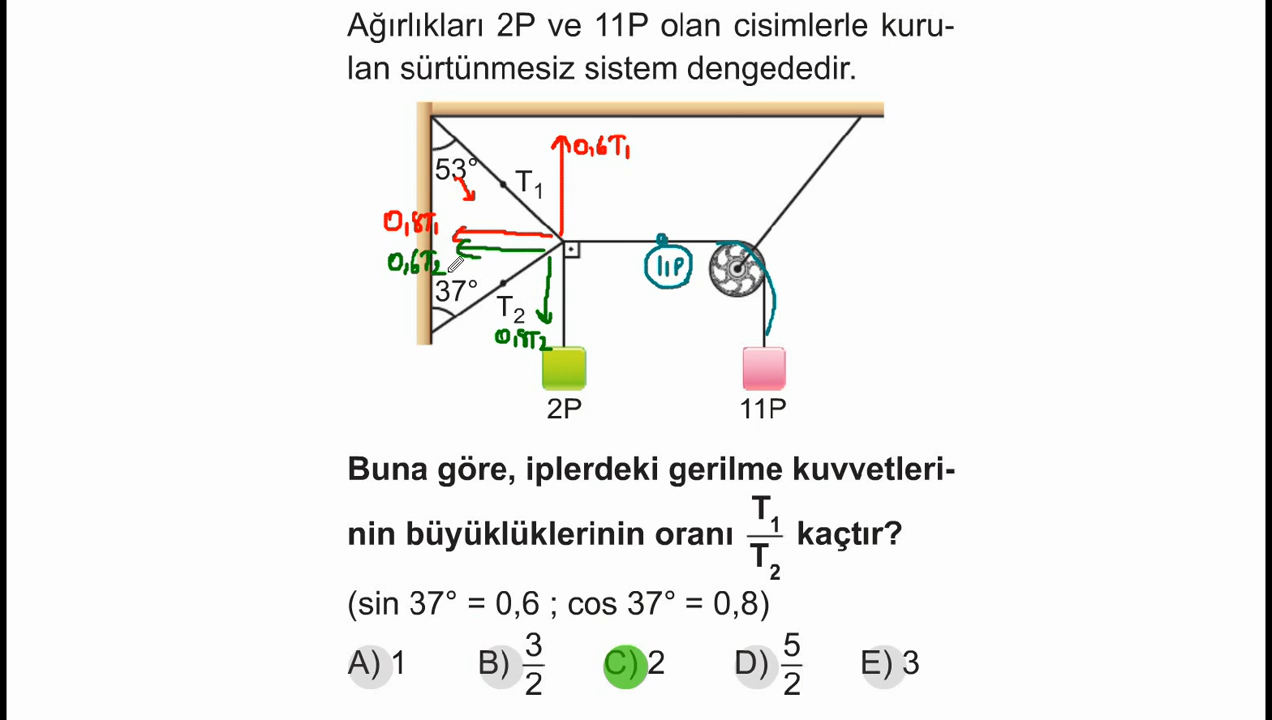 Ağırlıkları 2P ve 11P olan cisimlerle kuru-
lan sürtünmesiz sistem dengededir.
0,6T₁
53°
T₁
0,8T₁
0,6T₂
11P
37°
T₂
0,8T₂
2P
11P
Buna göre, iplerdeki gerilme kuvvetleri-
nin büyüklüklerinin oranı T₁/T₂ kaçtır?
(sin 37° = 0,6 ; cos 37° = 0,8)
A) 1 B) 3/2 C) 2 D) 5/2 E) 3